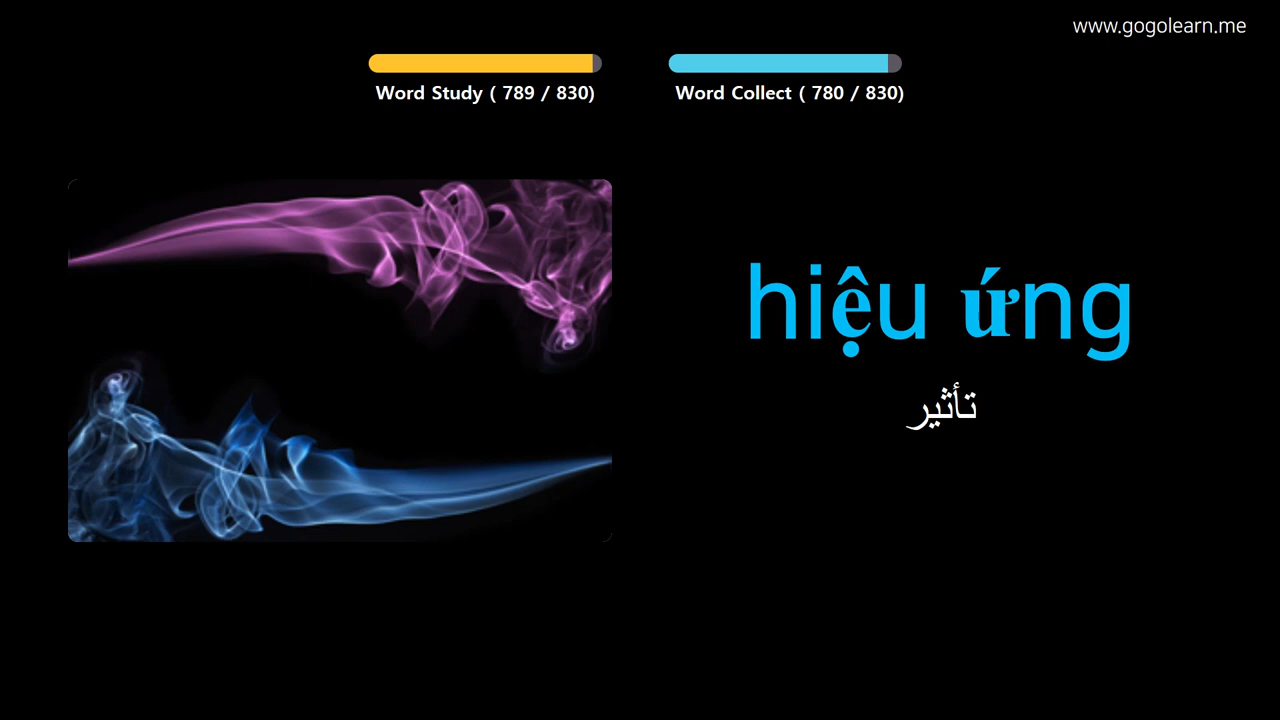 www.gogolearn.me
Word Study ( 789 / 830)
Word Collect ( 780 / 830)
hiệu ứng
تأثير